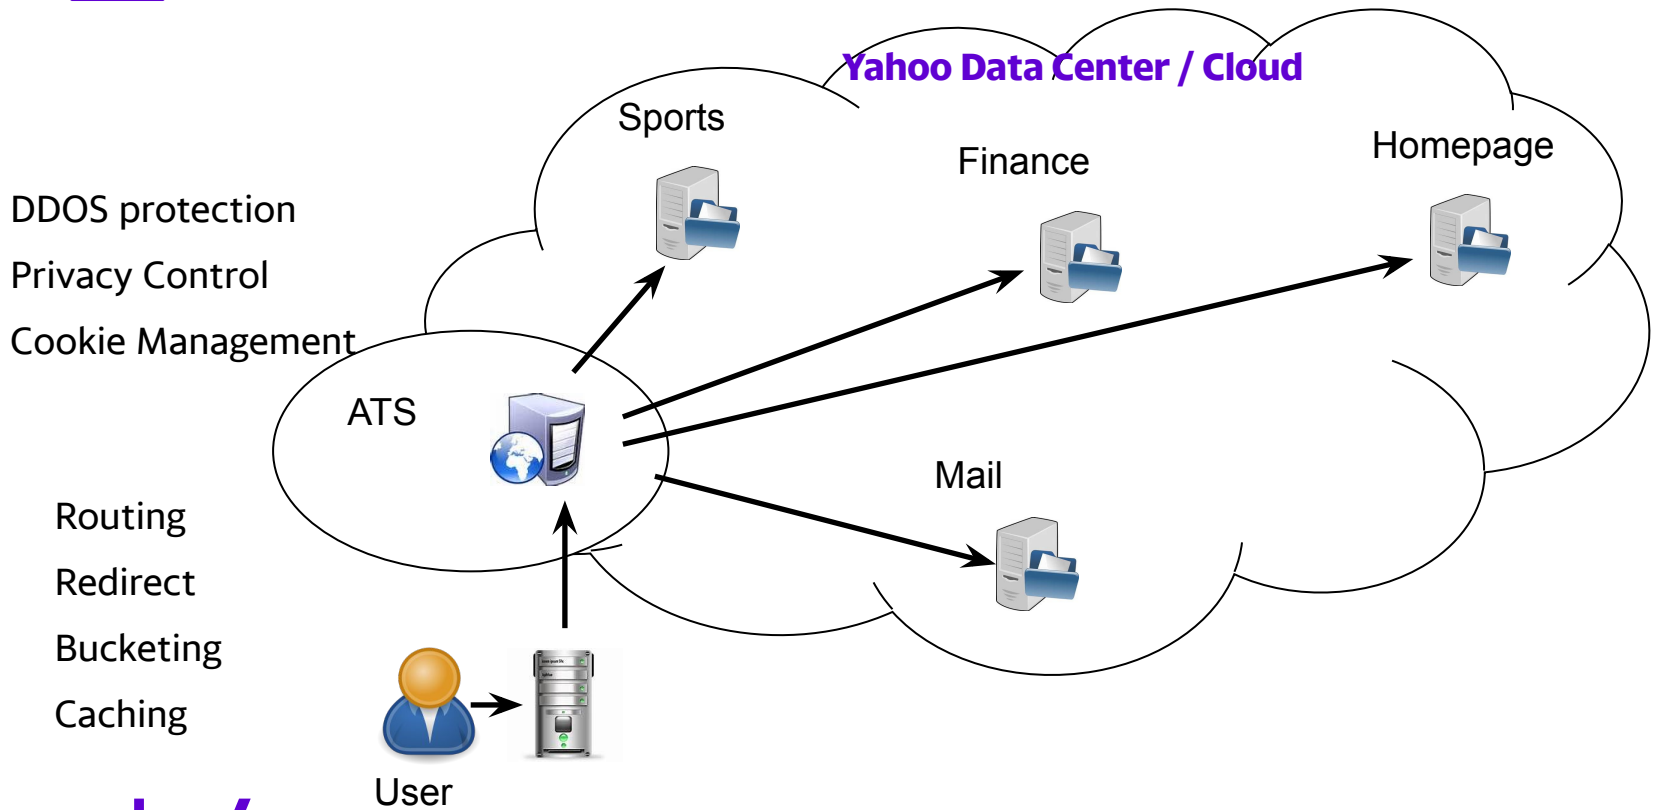 Yahoo Data Center / Cloud
Sports
Finance
Homepage
DDOS protection
Privacy Control
Cookie Management
ATS
Mail
Routing
Redirect
Bucketing
Caching
User